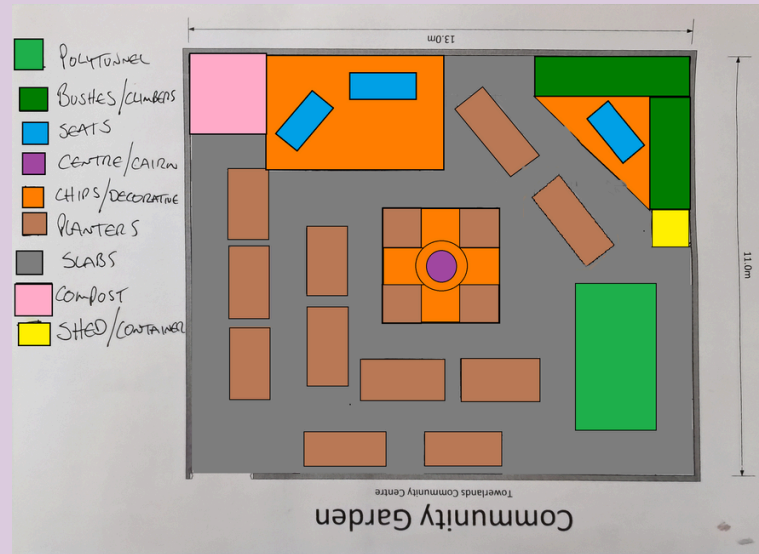 POLYTUNNEL
BUSHES/CLIMBERS
SEATS
CENTRE/CAIRN
CHIPS/DECORATIVE
PLANTERS
SLABS
COMPOST
SHED/CONTAINER
13.0m
11.0m
Towerlands Community Centre
Community Garden